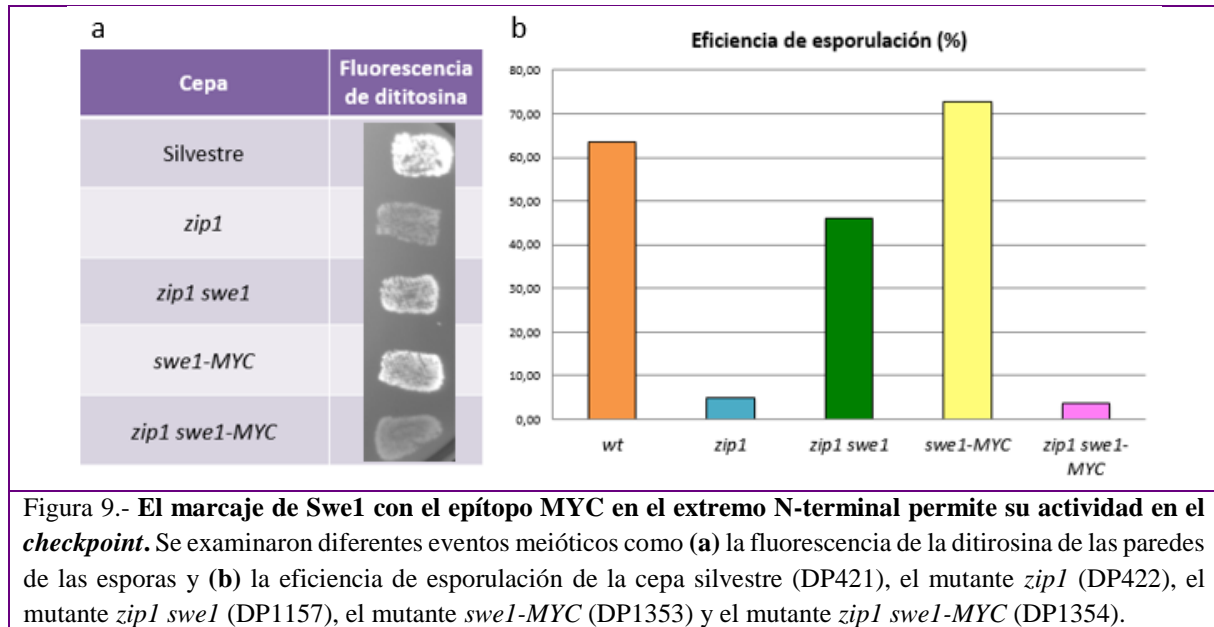 a
Cepa
Fluorescencia
de dititosina
Silvestre
zip1
zip1 swe1
swe1-MYC
zip1 swe1-MYC
b
Eficiencia de esporulación (%)
80,00
70,00
60,00
50,00
40,00
30,00
20,00
10,00
0,00
wt
zip1
zip1 swe1
swe1-MYC
zip1 swe1-
MYC
Figura 9.- El marcaje de Swe1 con el epítopo MYC en el extremo N-terminal permite su actividad en el
checkpoint. Se examinaron diferentes eventos meióticos como (a) la fluorescencia de la ditirosina de las paredes
de las esporas y (b) la eficiencia de esporulación de la cepa silvestre (DP421), el mutante zip1 (DP422), el
mutante zip1 swe1 (DP1157), el mutante swe1-MYC (DP1353) y el mutante zip1 swe1-MYC (DP1354).